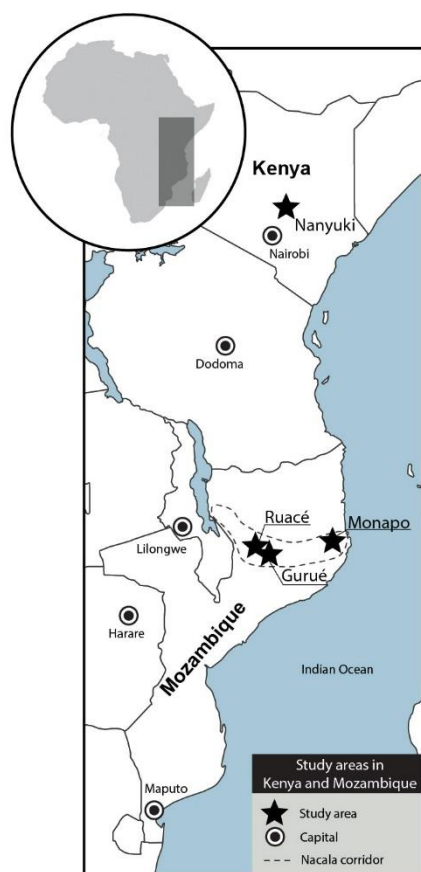 Kenya
Nanyuki
Nairobi
Dodoma
Ruacé
Monapo
Lilongwe
Gurué
Harare
Mozambique
Indian Ocean
Maputo
Study areas in
Kenya and Mozambique
Study area
Capital
Nacala corridor